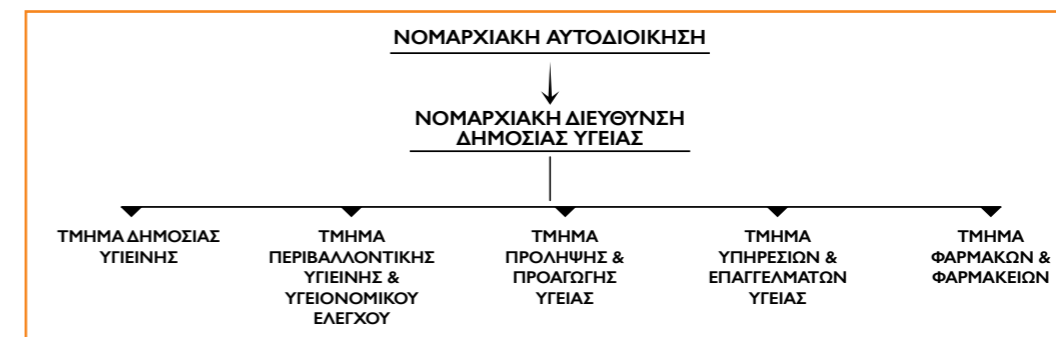 ΝΟΜΑΡΧΙΑΚΗ ΑΥΤΟΔΙΟΙΚΗΣΗ
ΝΟΜΑΡΧΙΑΚΗ ΔΙΕΥΘΥΝΣΗ
ΔΗΜΟΣΙΑΣ ΥΓΕΙΑΣ
ΤΜΗΜΑ ΔΗΜΟΣΙΑΣ
ΥΓΙΕΙΝΗΣ
ΤΜΗΜΑ
ΠΕΡΙΒΑΛΛΟΝΤΙΚΗΣ
ΥΓΙΕΙΝΗΣ &
ΥΓΕΙΟΝΟΜΙΚΟΥ
ΕΛΕΓΧΟΥ
ΤΜΗΜΑ
ΠΡΟΛΗΨΗΣ &
ΠΡΟΑΓΩΓΗΣ
ΥΓΕΙΑΣ
ΤΜΗΜΑ
ΥΠΗΡΕΣΙΩΝ &
ΕΠΑΓΓΕΛΜΑΤΩΝ
ΥΓΕΙΑΣ
ΤΜΗΜΑ
ΦΑΡΜΑΚΩΝ &
ΦΑΡΜΑΚΕΙΩΝ